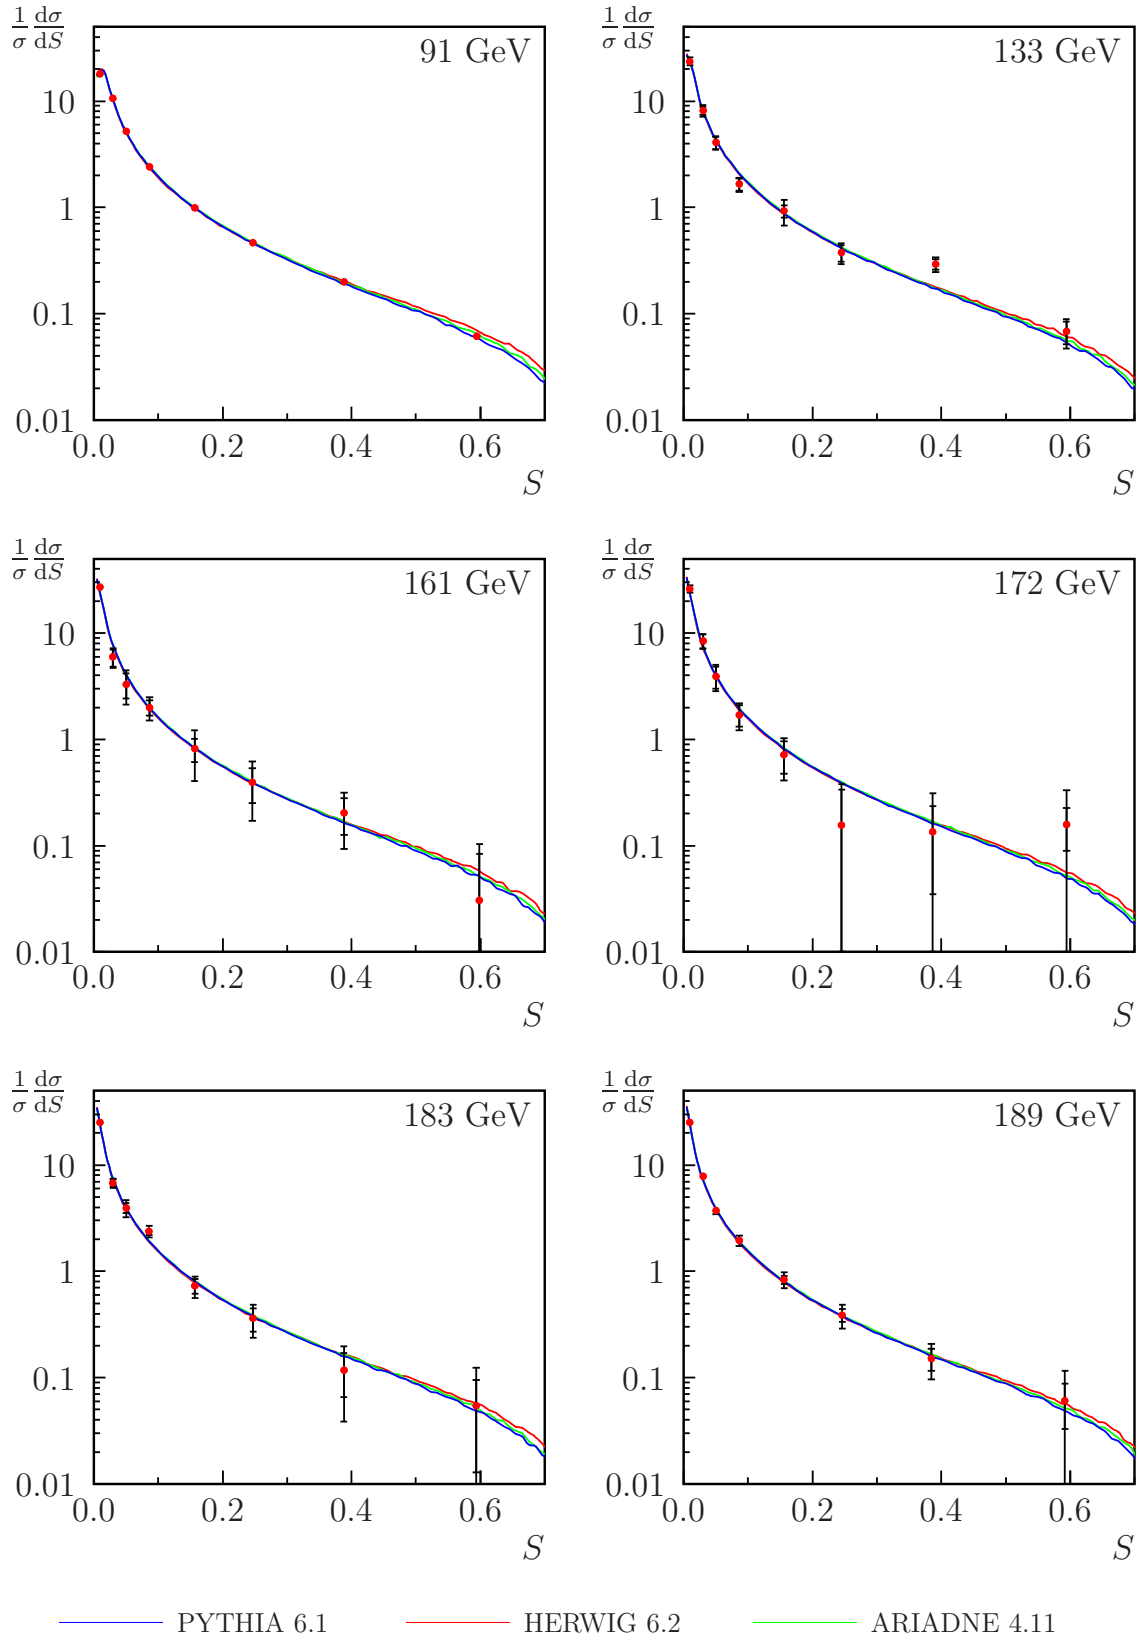 1/σ dσ/dS 91 GeV
10
1
0.1
0.01
0.0 0.2 0.4 0.6
S
1/σ dσ/dS 133 GeV
10
1
0.1
0.01
0.0 0.2 0.4 0.6
S
1/σ dσ/dS 161 GeV
10
1
0.1
0.01
0.0 0.2 0.4 0.6
S
1/σ dσ/dS 172 GeV
10
1
0.1
0.01
0.0 0.2 0.4 0.6
S
1/σ dσ/dS 183 GeV
10
1
0.1
0.01
0.0 0.2 0.4 0.6
S
1/σ dσ/dS 189 GeV
10
1
0.1
0.01
0.0 0.2 0.4 0.6
S
PYTHIA 6.1 HERWIG 6.2 ARIADNE 4.11